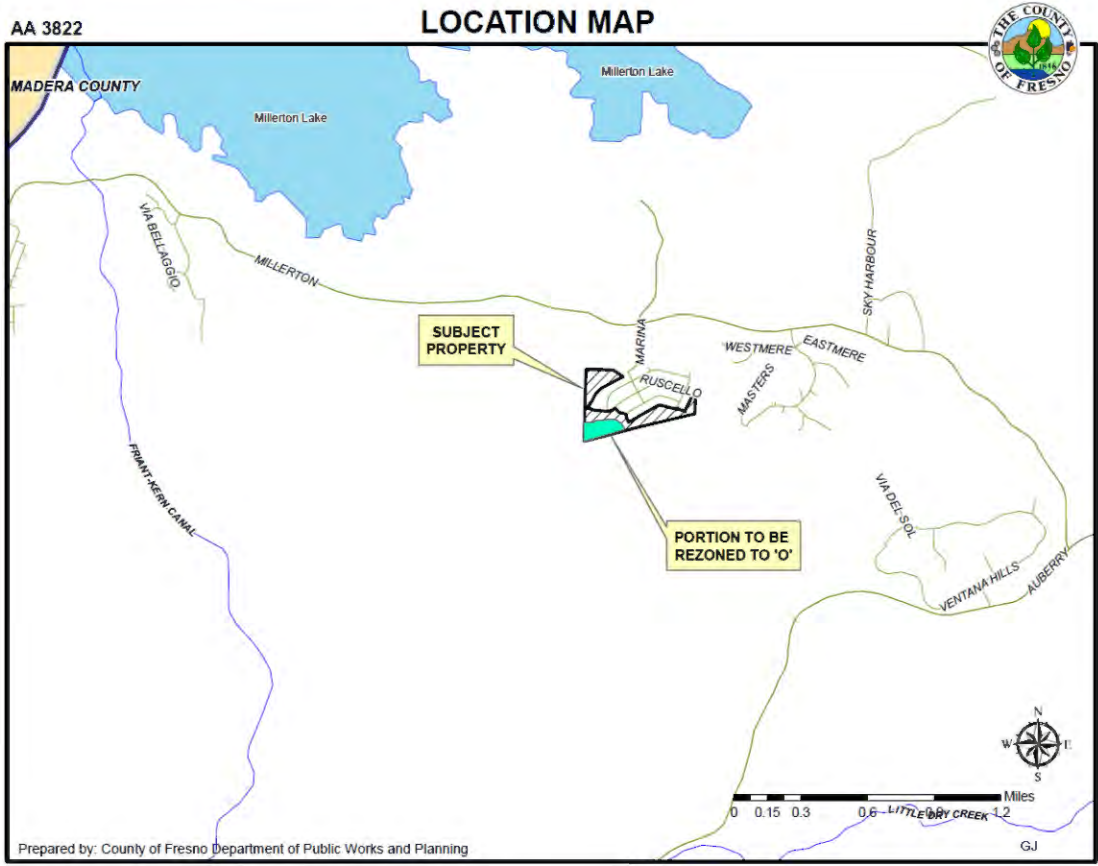 AA 3822
LOCATION MAP
THE COUNTY
OF FRESNO
1856
MADERA COUNTY
Millerton Lake
Millerton Lake
VIA BELLAGGIO
MILLERTON
SKY HARBOUR
SUBJECT
PROPERTY
MARINA
WESTMERE
EASTMERE
RUSCELLO
MASTERS
FRIANT-KERN CANAL
PORTION TO BE
REZONED TO 'O'
VIA DEL SOL
VENTANA HILLS
AUBERRY
N
W E
S
Miles
0 0.15 0.3 0.6 0.9 1.2
LITTLE DRY CREEK
Prepared by: County of Fresno Department of Public Works and Planning
GJ